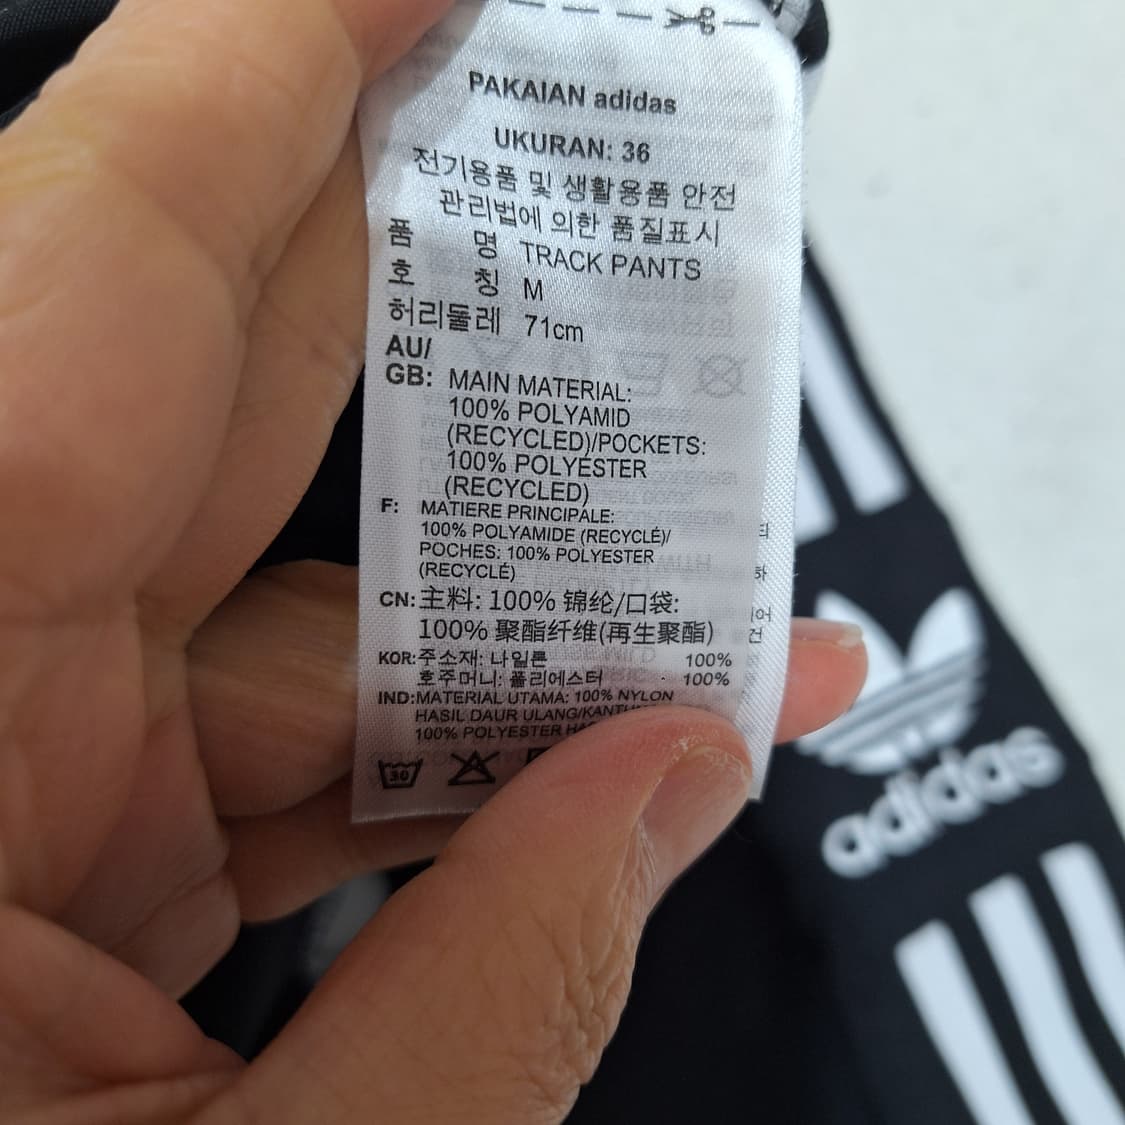 PAKAIAN adidas
UKURAN: 36
전기용품 및 생활용품 안전
관리법에 의한 품질표시
품 명 TRACK PANTS
호 칭 M
허리둘레 71cm
AU/
GB: MAIN MATERIAL:
100% POLYAMID
(RECYCLED)/POCKETS:
100% POLYESTER
(RECYCLED)
F: MATIERE PRINCIPALE:
100% POLYAMIDE (RECYCLÉ)/
POCHES: 100% POLYESTER
(RECYCLÉ)
CN: 主料: 100% 锦纶/口袋:
100% 聚酯纤维(再生聚酯)
KOR: 주소재: 나일론 100%
호주머니: 폴리에스터 100%
IND: MATERIAL UTAMA: 100% NYLON
HASIL DAUR ULANG/
100% POLYESTER
30
adidas